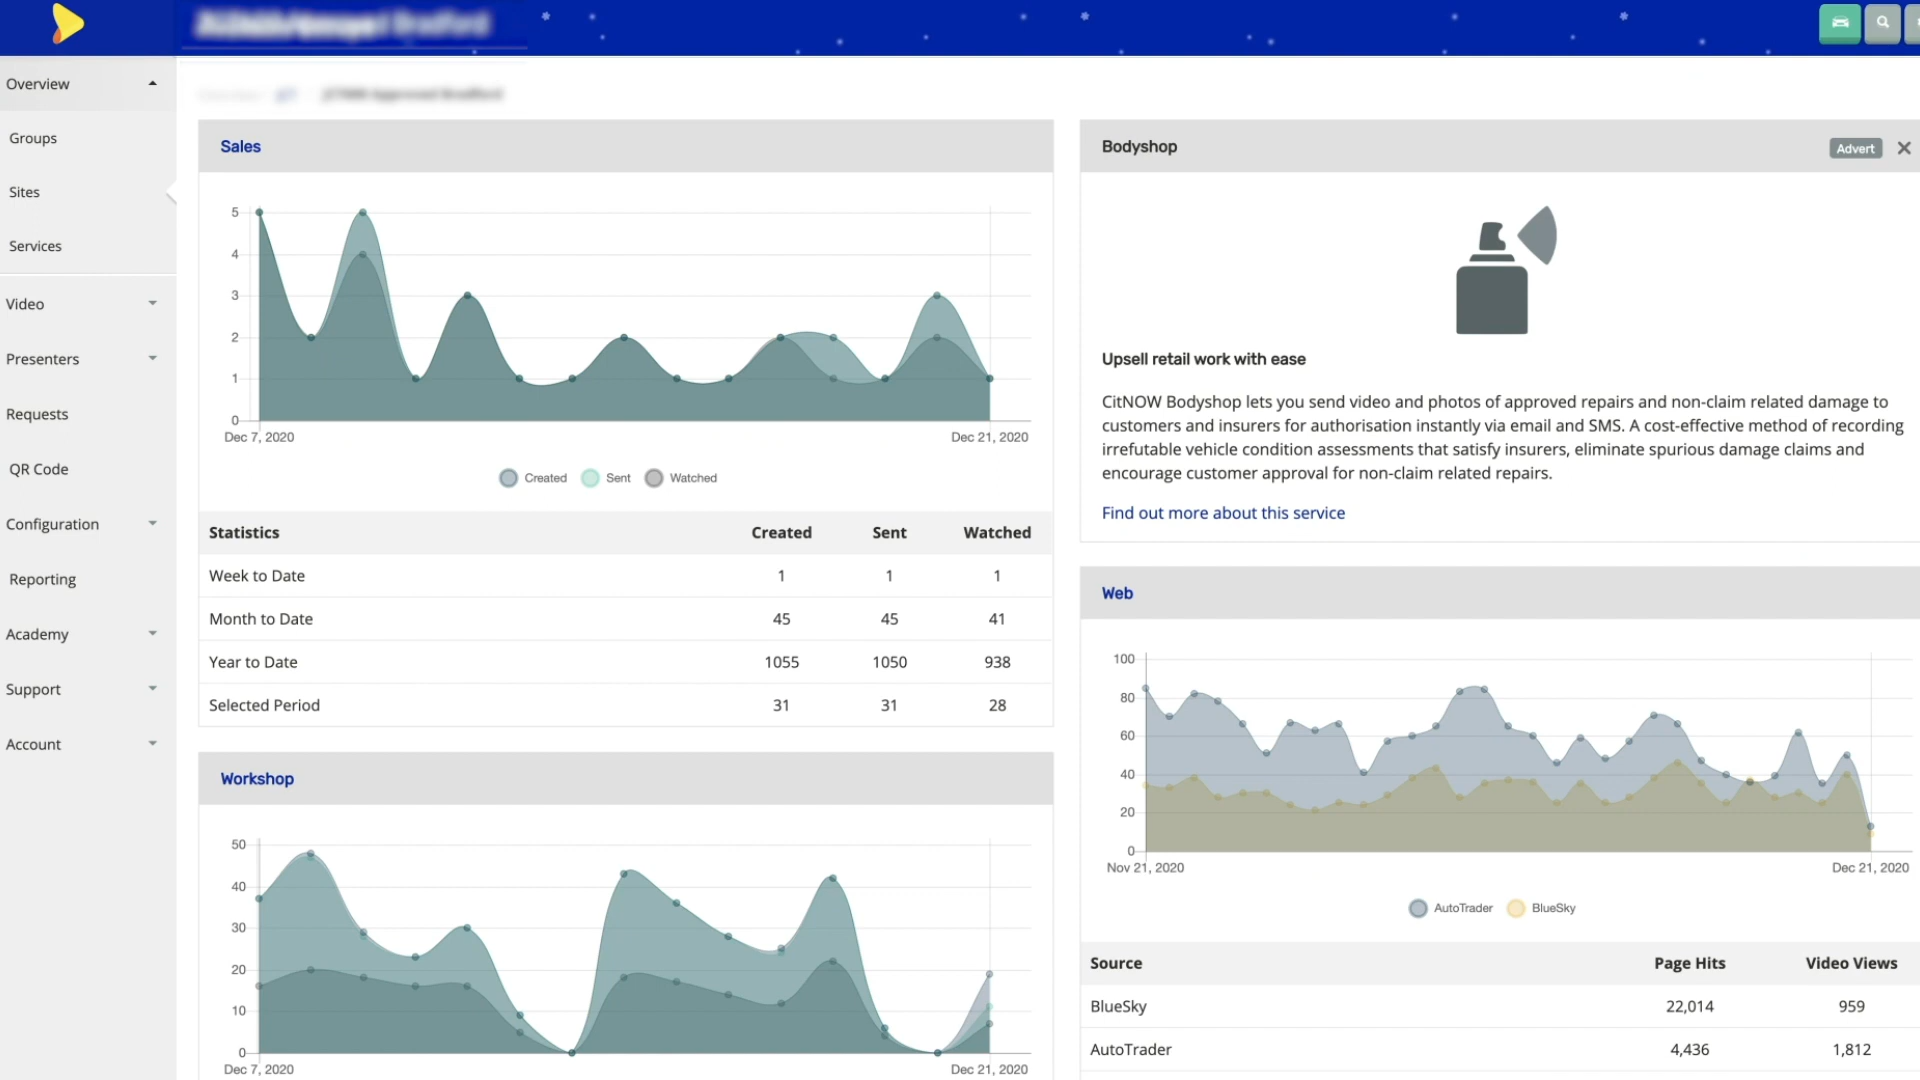 Overview
Groups
Sites
Services
Video
Presenters
Requests
QR Code
Configuration
Reporting
Academy
Support
Account
Sales
5
4
3
2
1
0
Dec 7, 2020 Dec 21, 2020
Created Sent Watched
Statistics Created Sent Watched
Week to Date 1 1 1
Month to Date 45 45 41
Year to Date 1055 1050 938
Selected Period 31 31 28
Workshop
50
40
30
20
10
0
Dec 7, 2020 Dec 21, 2020
Bodyshop Advert
Upsell retail work with ease
CitNOW Bodyshop lets you send video and photos of approved repairs and non-claim related damage to
customers and insurers for authorisation instantly via email and SMS. A cost-effective method of recording
irrefutable vehicle condition assessments that satisfy insurers, eliminate spurious damage claims and
encourage customer approval for non-claim related repairs.
Find out more about this service
Web
100
80
60
40
20
0
Nov 21, 2020 Dec 21, 2020
AutoTrader BlueSky
Source Page Hits Video Views
BlueSky 22,014 959
AutoTrader 4,436 1,812